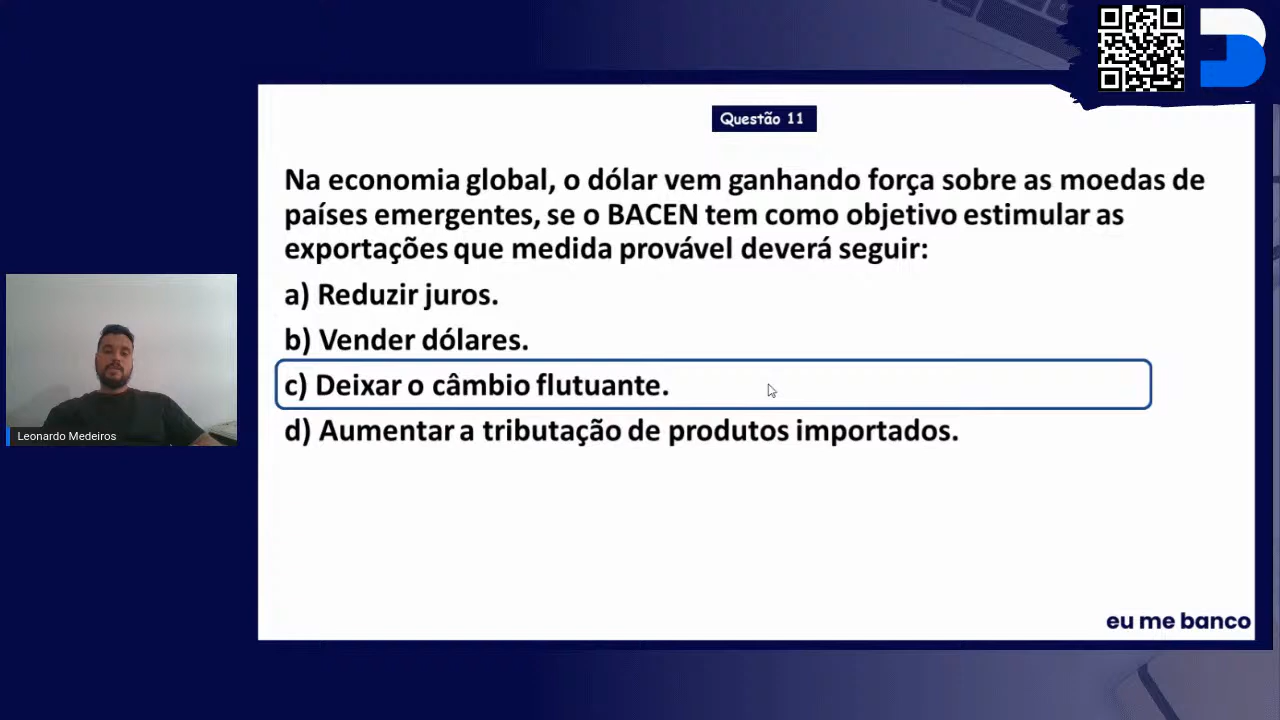 Questão 11
Na economia global, o dólar vem ganhando força sobre as moedas de
países emergentes, se o BACEN tem como objetivo estimular as
exportações que medida provável deverá seguir:
a) Reduzir juros.
b) Vender dólares.
c) Deixar o câmbio flutuante.
d) Aumentar a tributação de produtos importados.
Leonardo Medeiros
eu me banco